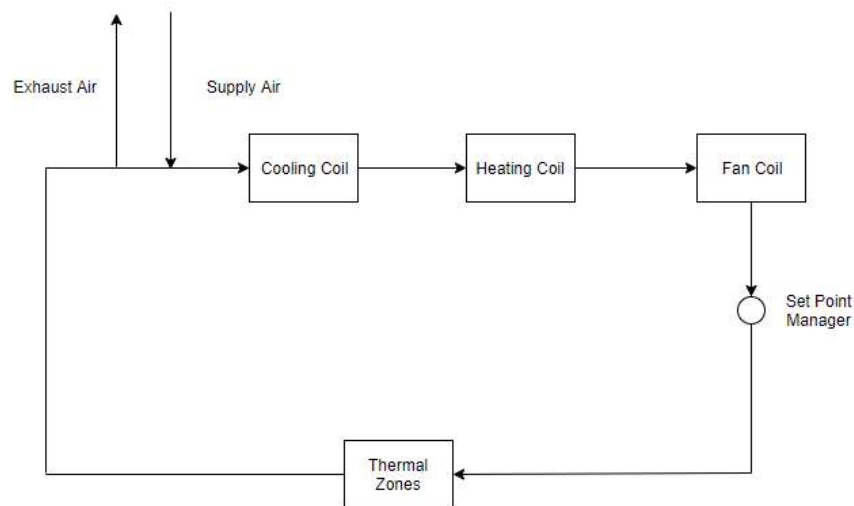 Exhaust Air
Supply Air
Cooling Coil
Heating Coil
Fan Coil
Set Point
Manager
Thermal
Zones